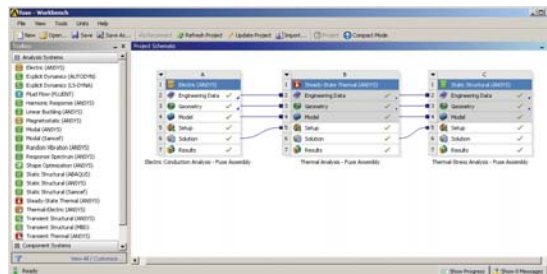 Fuse - Workbench
File View Tools Units Help
New Open... Save Save As... Reconnect Refresh Project Update Project Import... Project Compact Mode
Toolbox
Project Schematic
Analysis Systems
Electric (ANSYS)
Explicit Dynamics (AUTODYN)
Explicit Dynamics (LS-DYNA)
Fluid Flow (FLUENT)
Harmonic Response (ANSYS)
Linear Buckling (ANSYS)
Magnetostatic (ANSYS)
Modal (ANSYS)
Modal (Samcef)
Random Vibration (ANSYS)
Response Spectrum (ANSYS)
Shape Optimization (ANSYS)
Static Structural (ABAQUS)
Static Structural (ANSYS)
Static Structural (Samcef)
Steady-State Thermal (ANSYS)
Thermal-Electric (ANSYS)
Transient Structural (ANSYS)
Transient Structural (MBD)
Transient Thermal (ANSYS)
Component Systems
View All / Customize...
A
1 Electric (ANSYS)
2 Engineering Data
3 Geometry
4 Model
5 Setup
6 Solution
7 Results
Electric Conduction Analysis - Fuse Assembly
B
1 Steady-State Thermal (ANSYS)
2 Engineering Data
3 Geometry
4 Model
5 Setup
6 Solution
7 Results
Thermal Analysis - Fuse Assembly
C
1 Static Structural (ANSYS)
2 Engineering Data
3 Geometry
4 Model
5 Setup
6 Solution
7 Results
Thermal-Stress Analysis - Fuse Assembly
Ready
Show Progress Show 0 Messages